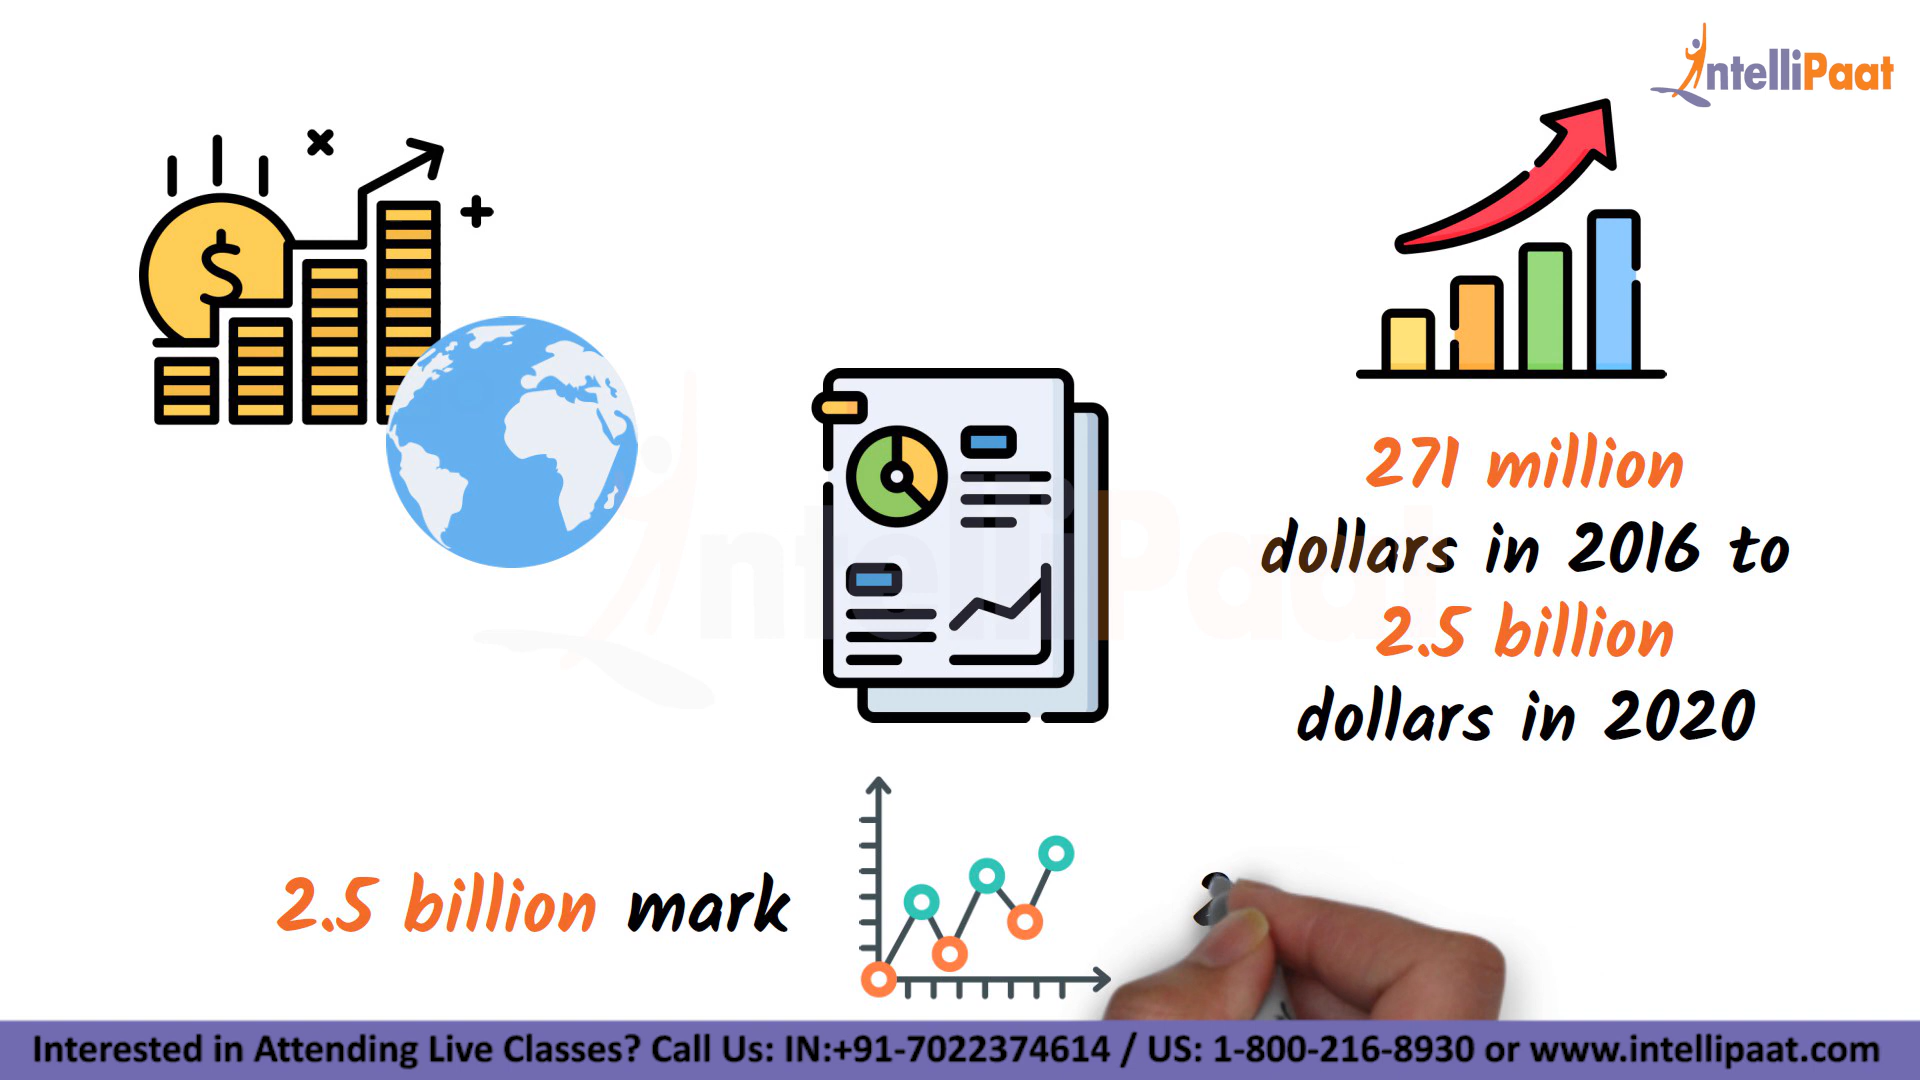 IntelliPaat
$
271 million
dollars in 2016 to
2.5 billion
dollars in 2020
2.5 billion mark
Interested in Attending Live Classes? Call Us: IN:+91-7022374614 / US: 1-800-216-8930 or www.intellipaat.com